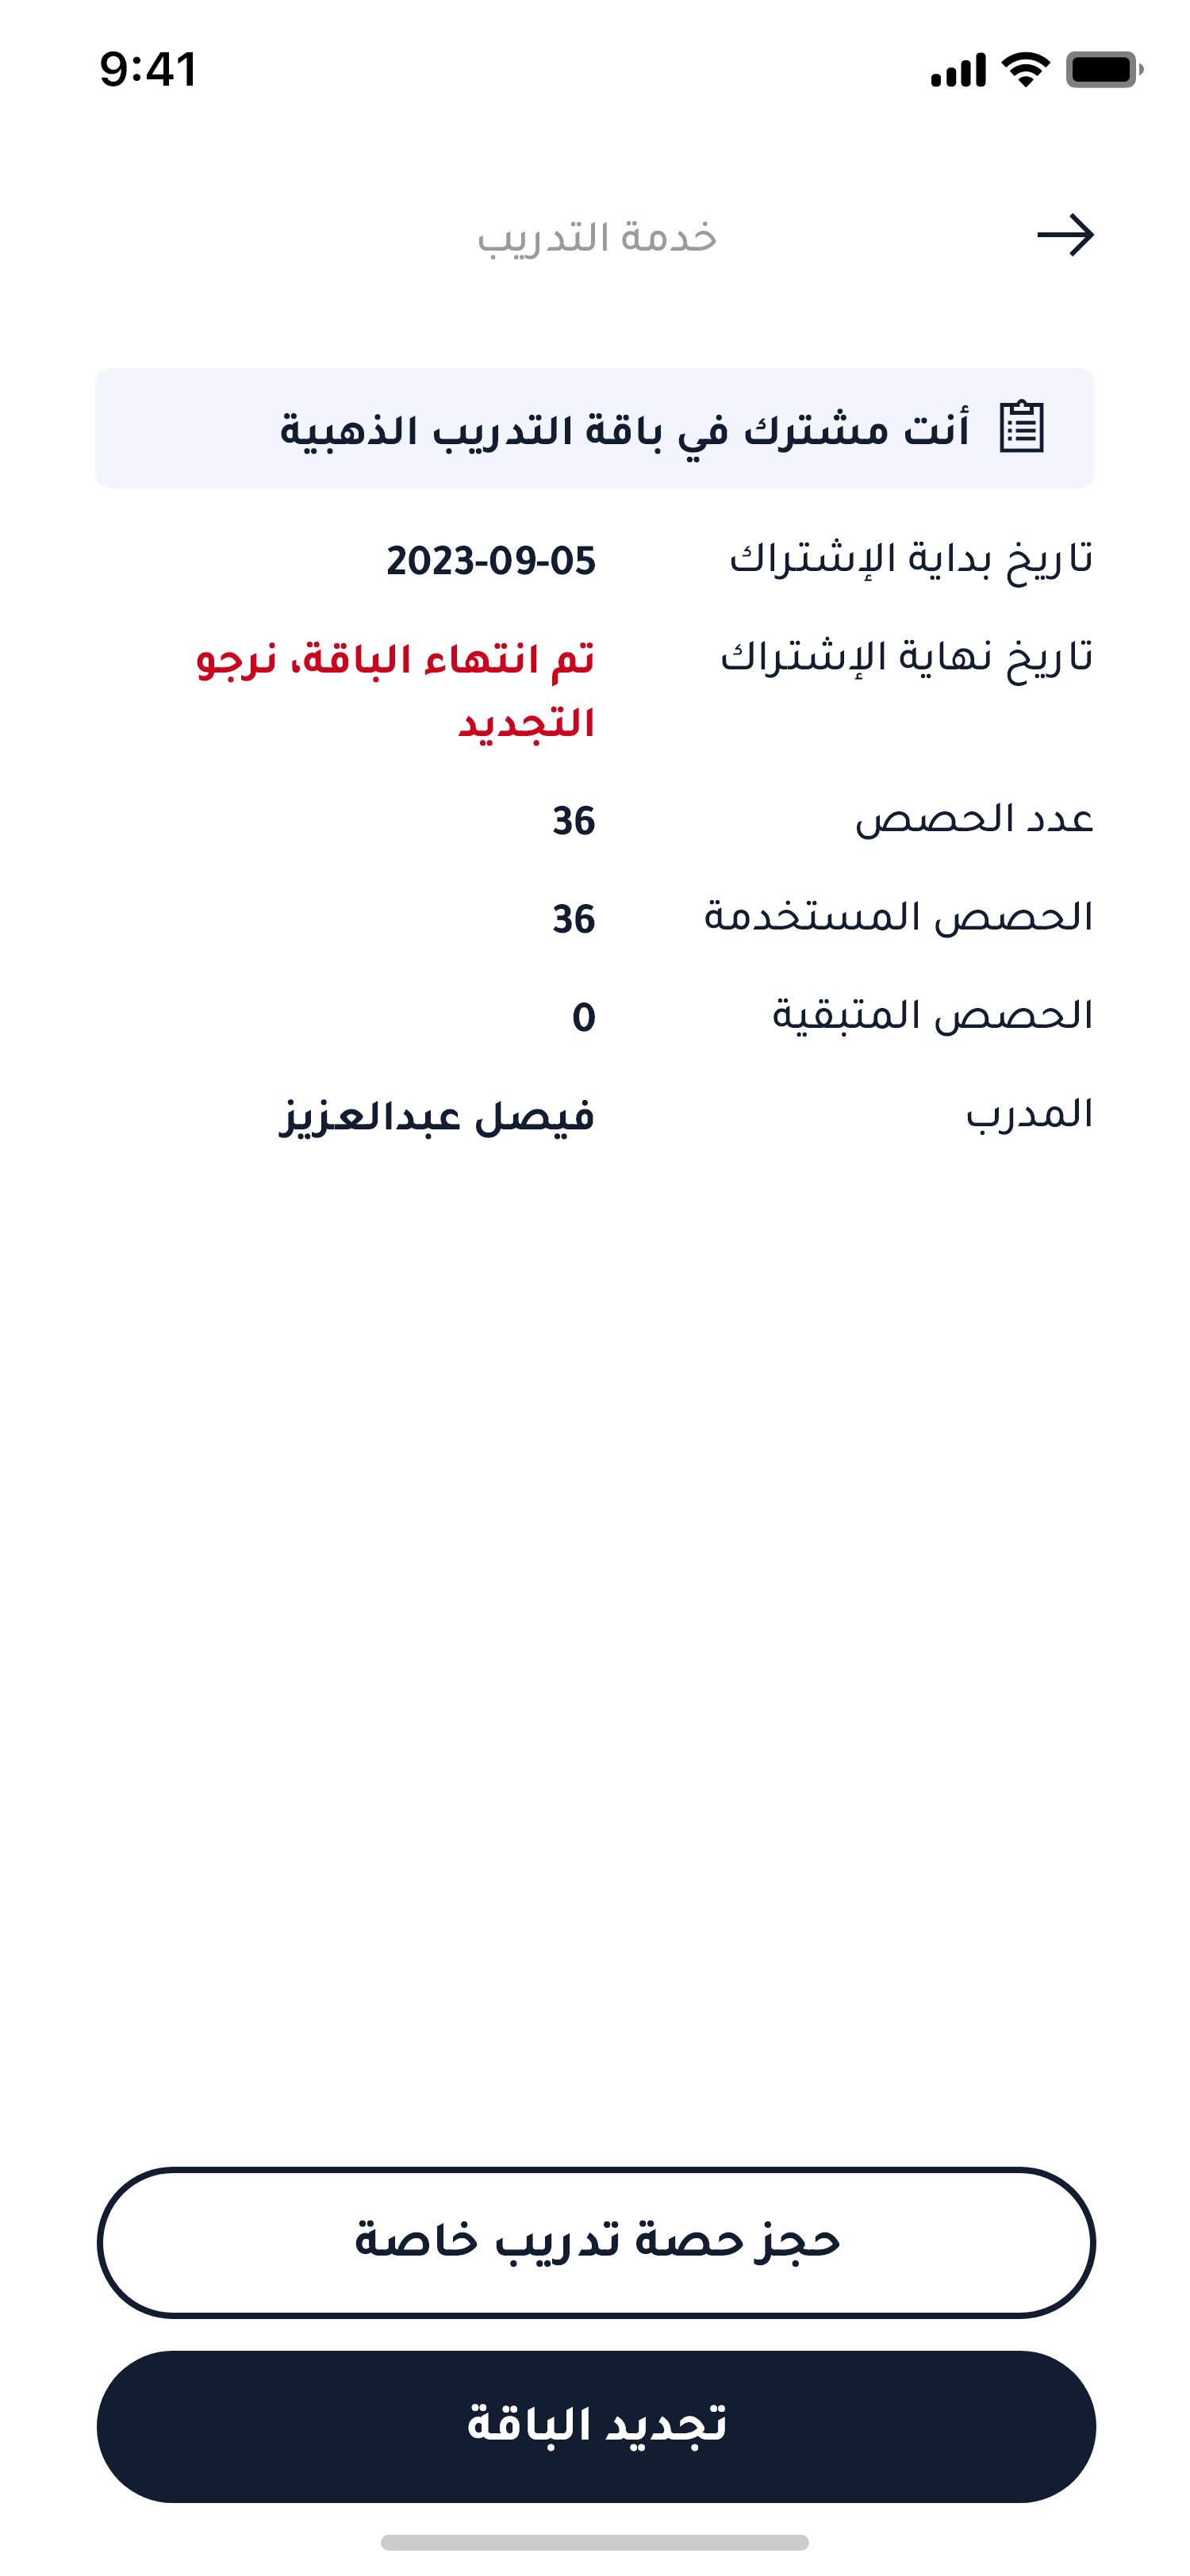 9:41
خدمة التدريب
أنت مشترك في باقة التدريب الذهبية
تاريخ بداية الإشتراك 2023-09-05
تاريخ نهاية الإشتراك تم انتهاء الباقة، نرجو
التجديد
عدد الحصص 36
الحصص المستخدمة 36
الحصص المتبقية 0
المدرب فيصل عبدالعزيز
حجز حصة تدريب خاصة
تجديد الباقة